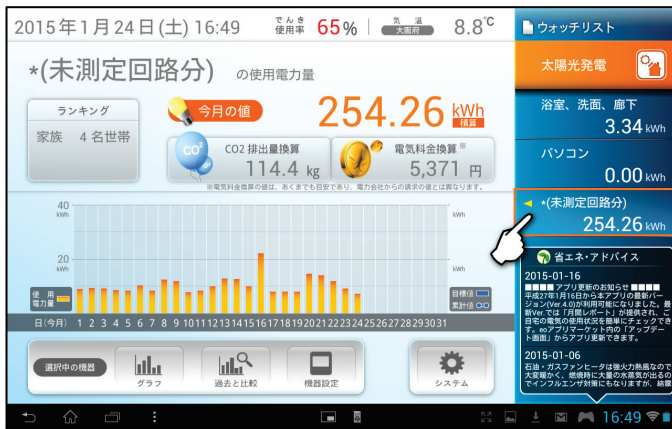 2015年1月24日(土) 16:49
でんき
使用率 65%
気 温
大阪府 8.8℃
*(未測定回路分) の使用電力量
ランキング
家族 4 名世帯
今月の値 254.26 kWh
積算
CO2
CO2 排出量換算
114.4 kg
電気料金換算※
5,371 円
※電気料金換算の値は、あくまでも目安であり、電力会社からの請求の値とは異なります。
40
kWh
kWh
20
kWh
kWh
使 用
電力量
目標値
累計値
日(今月) 1 2 3 4 5 6 7 8 9 10 11 12 13 14 15 16 17 18 19 20 21 22 23 24 25 26 27 28 29 30 31
選択中の機器
グラフ
過去と比較
機器設定
システム
ウォッチリスト
太陽光発電
浴室、洗面、廊下
3.34 kWh
パソコン
0.00 kWh
*(未測定回路分)
254.26 kWh
省エネ・アドバイス
2015-01-16
■■■■ アプリ更新のお知らせ ■■■■
平成27年1月16日から本アプリの最新バー
ジョン(Ver.4.0)が利用可能になりました。最
新Ver.では「月間レポート」が提供され、ご
自宅の電気の使用状況を簡単にチェックでき
ます。eoアプリマーケット内の「アップデー
ト画面」からアプリ更新できます。
2015-01-06
石油・ガスファンヒータは強火力熱風なので
大変暖かく、燃焼時に大量の水蒸気が出るの
でインフルエンザ対策にもなりますが、結露
16:49